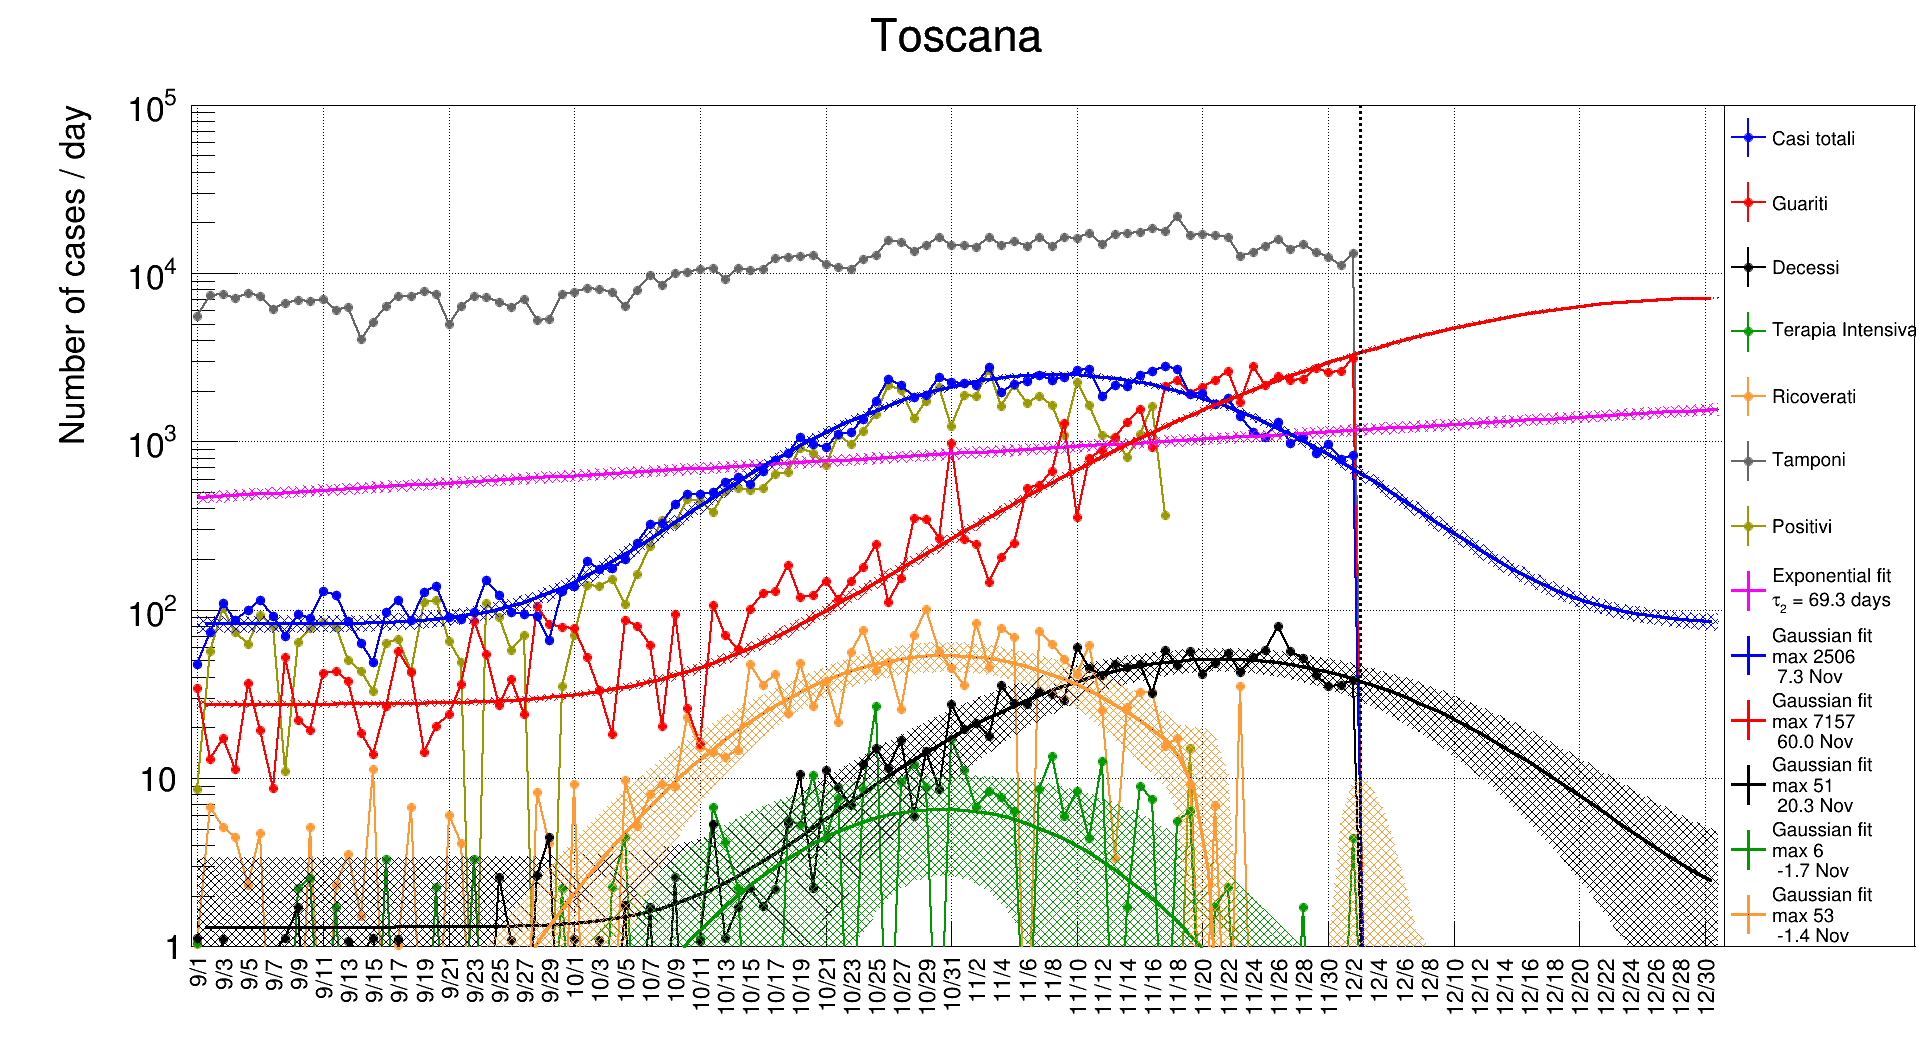 Toscana
Number of cases / day
10^5
10^4
10^3
10^2
10
1
9/1
9/3
9/5
9/7
9/9
9/11
9/13
9/15
9/17
9/19
9/21
9/23
9/25
9/27
9/29
10/1
10/3
10/5
10/7
10/9
10/11
10/13
10/15
10/17
10/19
10/21
10/23
10/25
10/27
10/29
10/31
11/2
11/4
11/6
11/8
11/10
11/12
11/14
11/16
11/18
11/20
11/22
11/24
11/26
11/28
11/30
12/2
12/4
12/6
12/8
12/10
12/12
12/14
12/16
12/18
12/20
12/22
12/24
12/26
12/28
12/30
Casi totali
Guariti
Decessi
Terapia Intensiva
Ricoverati
Tamponi
Positivi
Exponential fit
τ₂ = 69.3 days
Gaussian fit
max 2506
7.3 Nov
Gaussian fit
max 7157
60.0 Nov
Gaussian fit
max 51
20.3 Nov
Gaussian fit
max 6
-1.7 Nov
Gaussian fit
max 53
-1.4 Nov